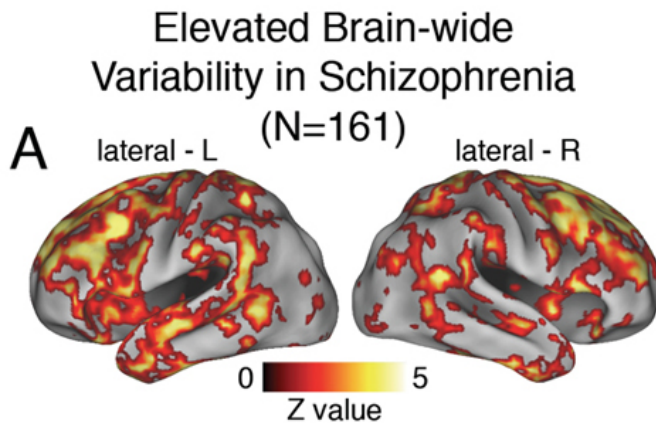 Elevated Brain-wide
Variability in Schizophrenia
(N=161)
A
lateral - L
lateral - R
0
5
Z value